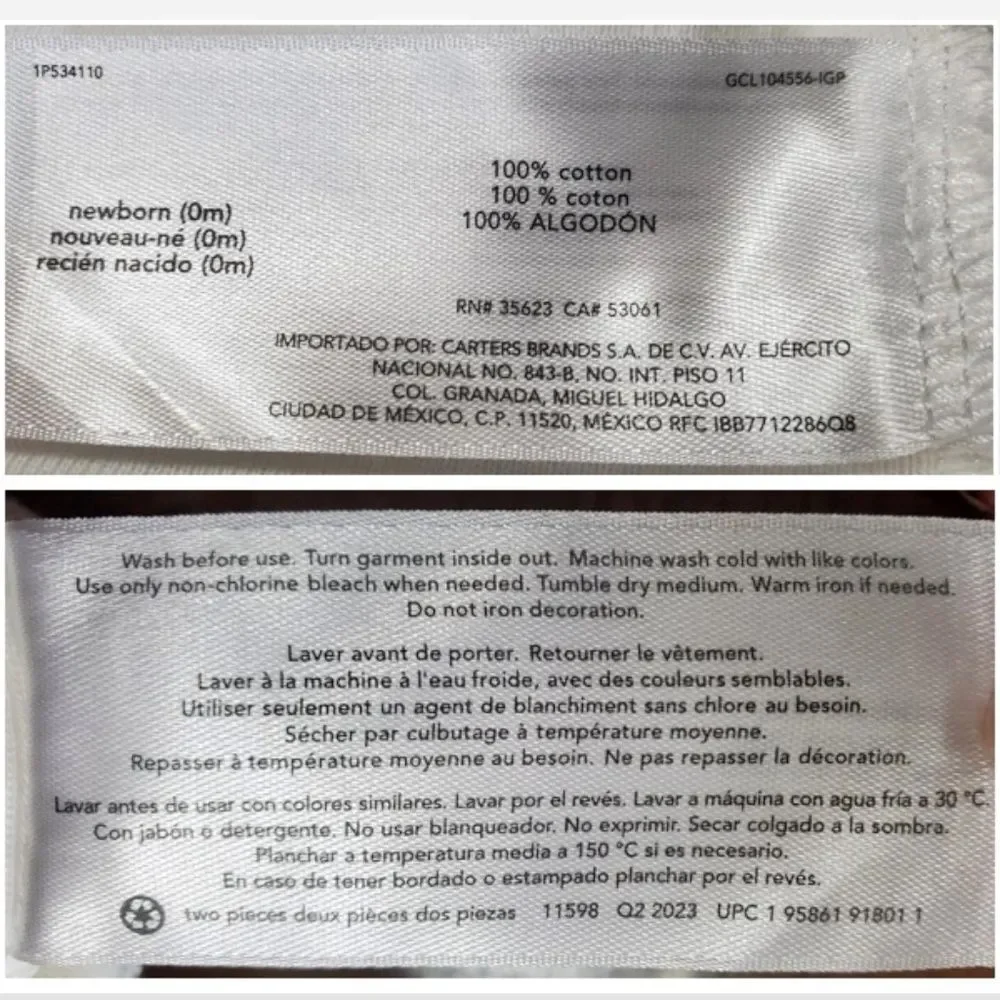 1P534110
GCL104556-IGP
100% cotton
100 % coton
100% ALGODÓN
newborn (0m)
nouveau-né (0m)
recién nacido (0m)
RN# 35623 CA# 53061
IMPORTADO POR: CARTERS BRANDS S.A. DE C.V. AV. EJÉRCITO
NACIONAL NO. 843-B, NO. INT. PISO 11
COL. GRANADA, MIGUEL HIDALGO
CIUDAD DE MÉXICO, C.P. 11520, MÉXICO RFC IBB7712286Q8
Wash before use. Turn garment inside out. Machine wash cold with like colors.
Use only non-chlorine bleach when needed. Tumble dry medium. Warm iron if needed.
Do not iron decoration.
Laver avant de porter. Retourner le vêtement.
Laver à la machine à l'eau froide, avec des couleurs semblables.
Utiliser seulement un agent de blanchiment sans chlore au besoin.
Sécher par culbutage à température moyenne.
Repasser à température moyenne au besoin. Ne pas repasser la décoration.
Lavar antes de usar con colores similares. Lavar por el revés. Lavar a máquina con agua fría a 30 °C.
Con jabón o detergente. No usar blanqueador. No exprimir. Secar colgado a la sombra.
Planchar a temperatura media a 150 °C si es necesario.
En caso de tener bordado o estampado planchar por el revés.
two pieces deux pièces dos piezas 11598 Q2 2023 UPC 1 95861 91801 1